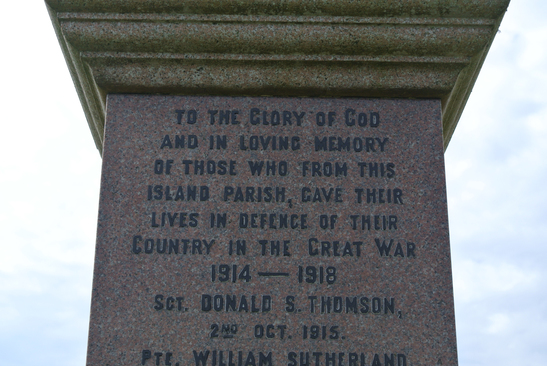 TO THE GLORY OF GOD
AND IN LOVING MEMORY
OF THOSE WHO FROM THIS
ISLAND PARISH, GAVE THEIR
LIVES IN DEFENCE OF THEIR
COUNTRY IN THE GREAT WAR
1914 — 1918
SGT. DONALD S. THOMSON,
2ND OCT. 1915.
PTE. WILLIAM SUTHERLAND,